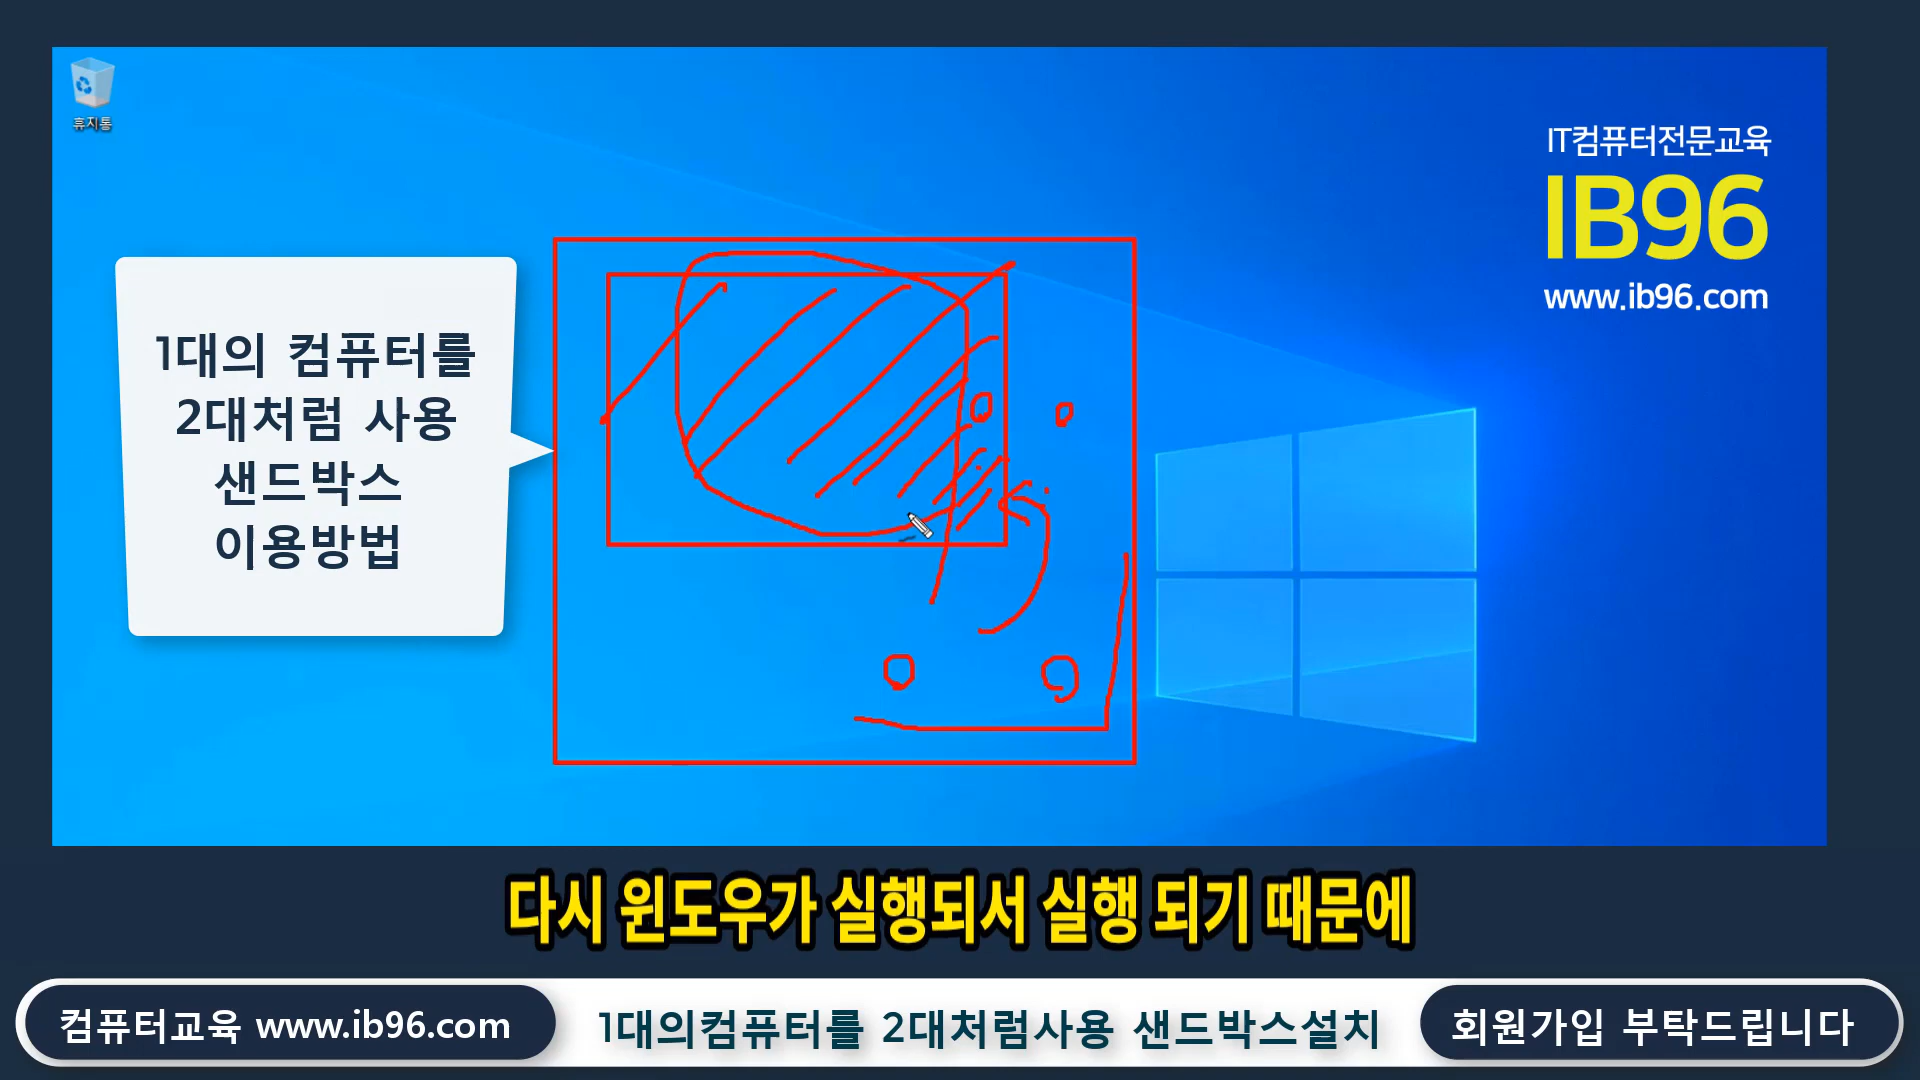 휴지통
IT컴퓨터전문교육
IB96
www.ib96.com
1대의 컴퓨터를
2대처럼 사용
샌드박스
이용방법
다시 윈도우가 실행되서 실행 되기 때문에
컴퓨터교육 www.ib96.com
1대의컴퓨터를 2대처럼사용 샌드박스설치
회원가입 부탁드립니다